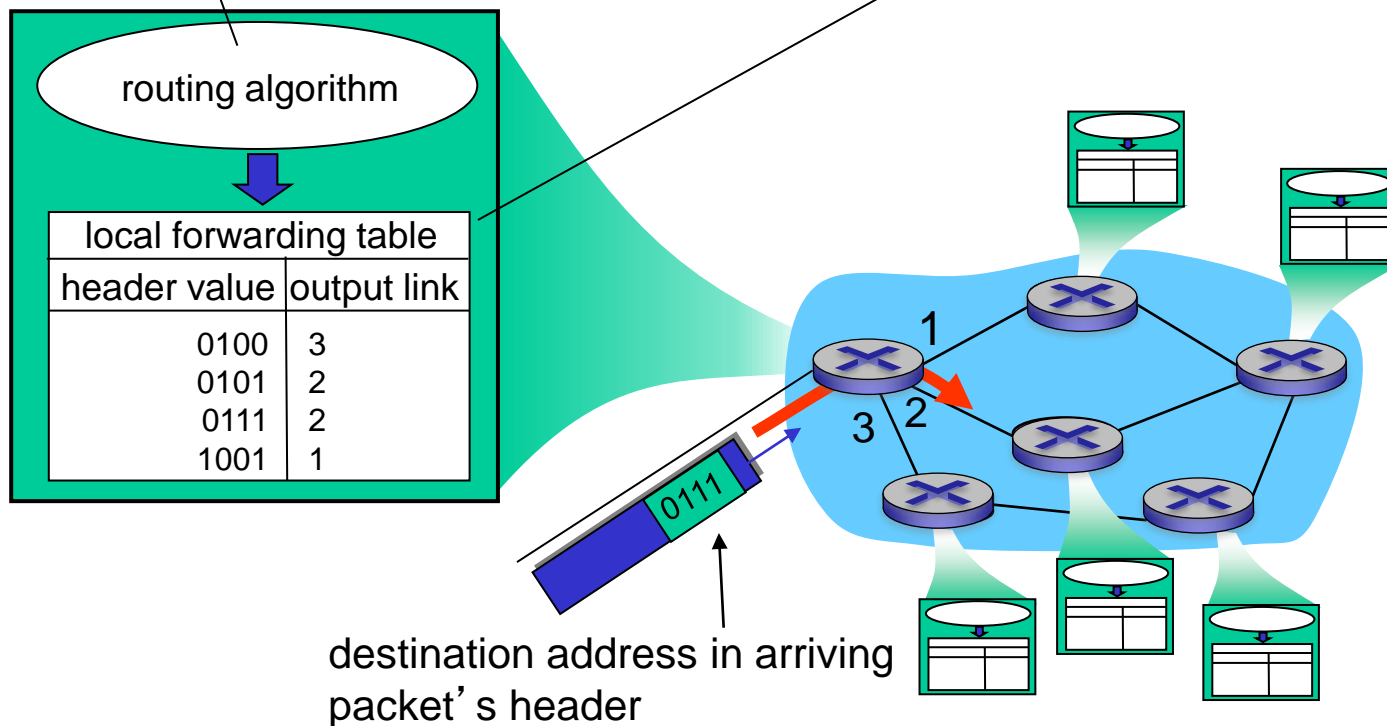 routing algorithm
local forwarding table
header value output link
0100 3
0101 2
0111 2
1001 1
1
2
3
0111
destination address in arriving
packet’ s header